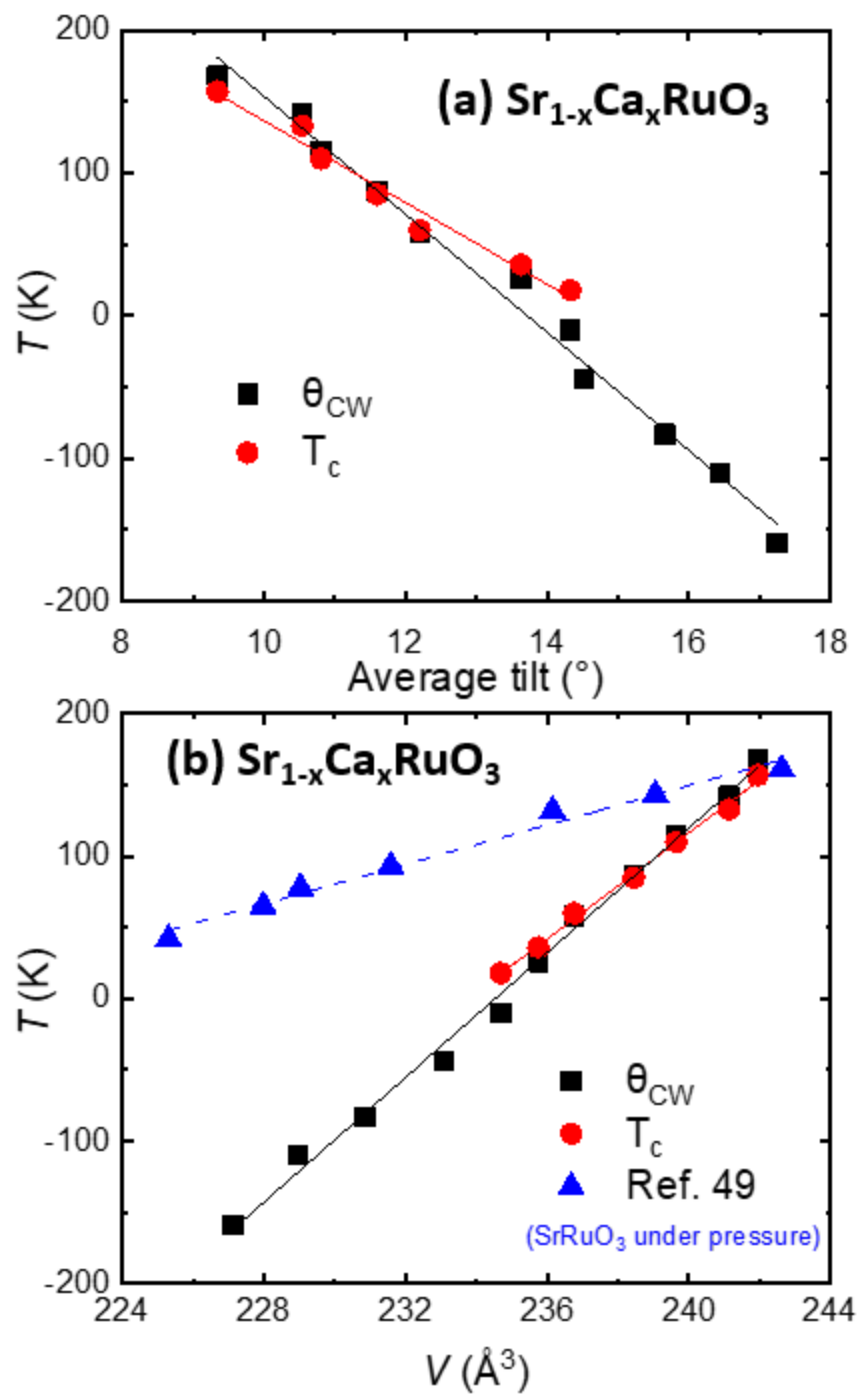 200
(a) Sr1-xCaxRuO3
100
T (K)
0
θCW
Tc
-100
-200
8 10 12 14 16 18
Average tilt (°)
200
(b) Sr1-xCaxRuO3
100
T (K)
0
θCW
Tc
-100
Ref. 49
(SrRuO3 under pressure)
-200
224 228 232 236 240 244
V (Å3)